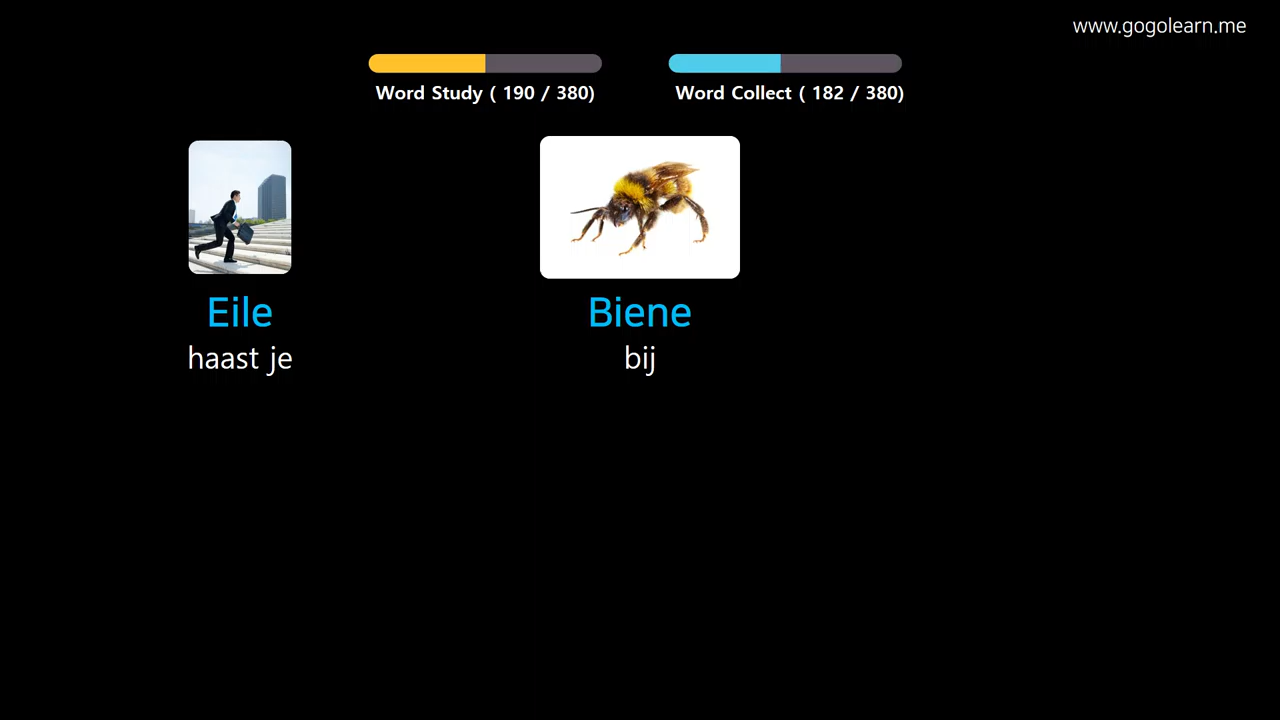 www.gogolearn.me
Word Study ( 190 / 380)
Word Collect ( 182 / 380)
Eile
haast je
Biene
bij